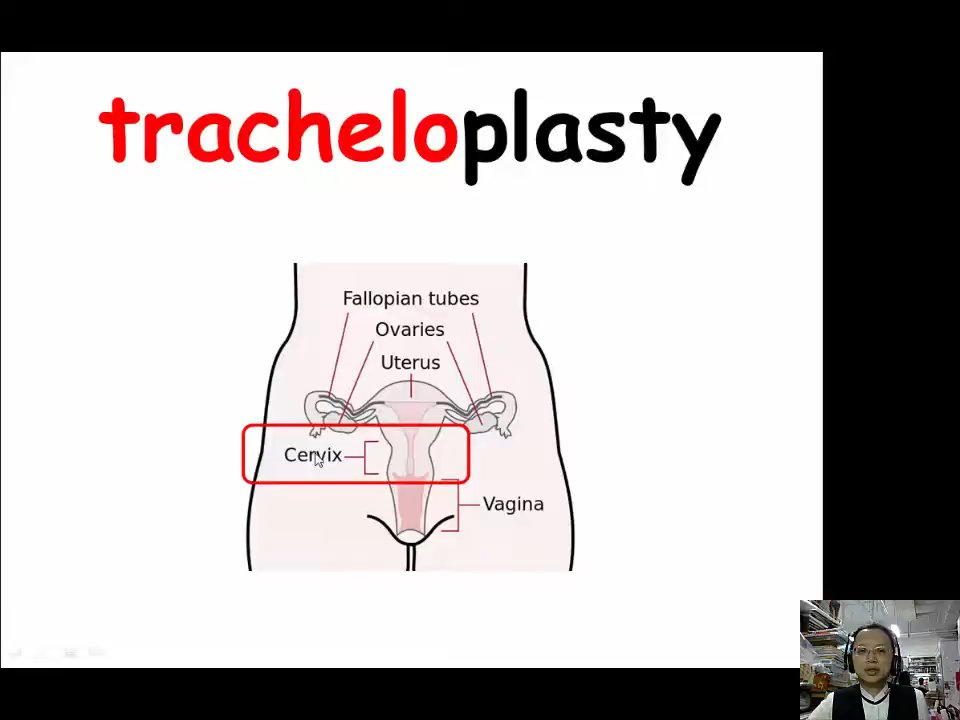 tracheloplasty
Fallopian tubes
Ovaries
Uterus
Cervix
Vagina